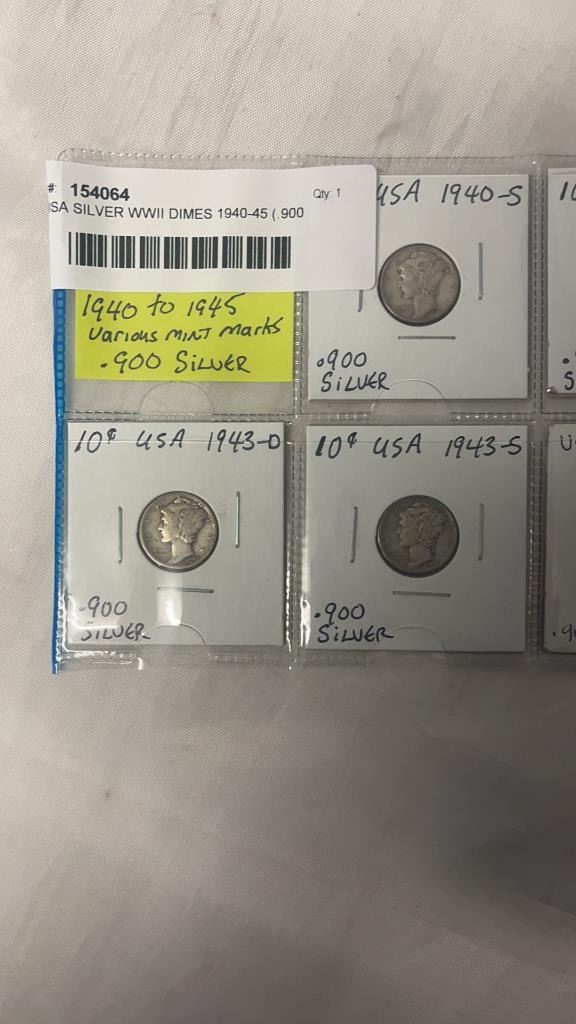 #: 154064
Qty: 1
ISA SILVER WWII DIMES 1940-45 (.900
1940 to 1945
Various MINT Marks
.900 SILVER
USA 1940-S
.900
SILVER
10¢ USA 1943-D
.900
SILVER
10¢ USA 1943-S
.900
SILVER